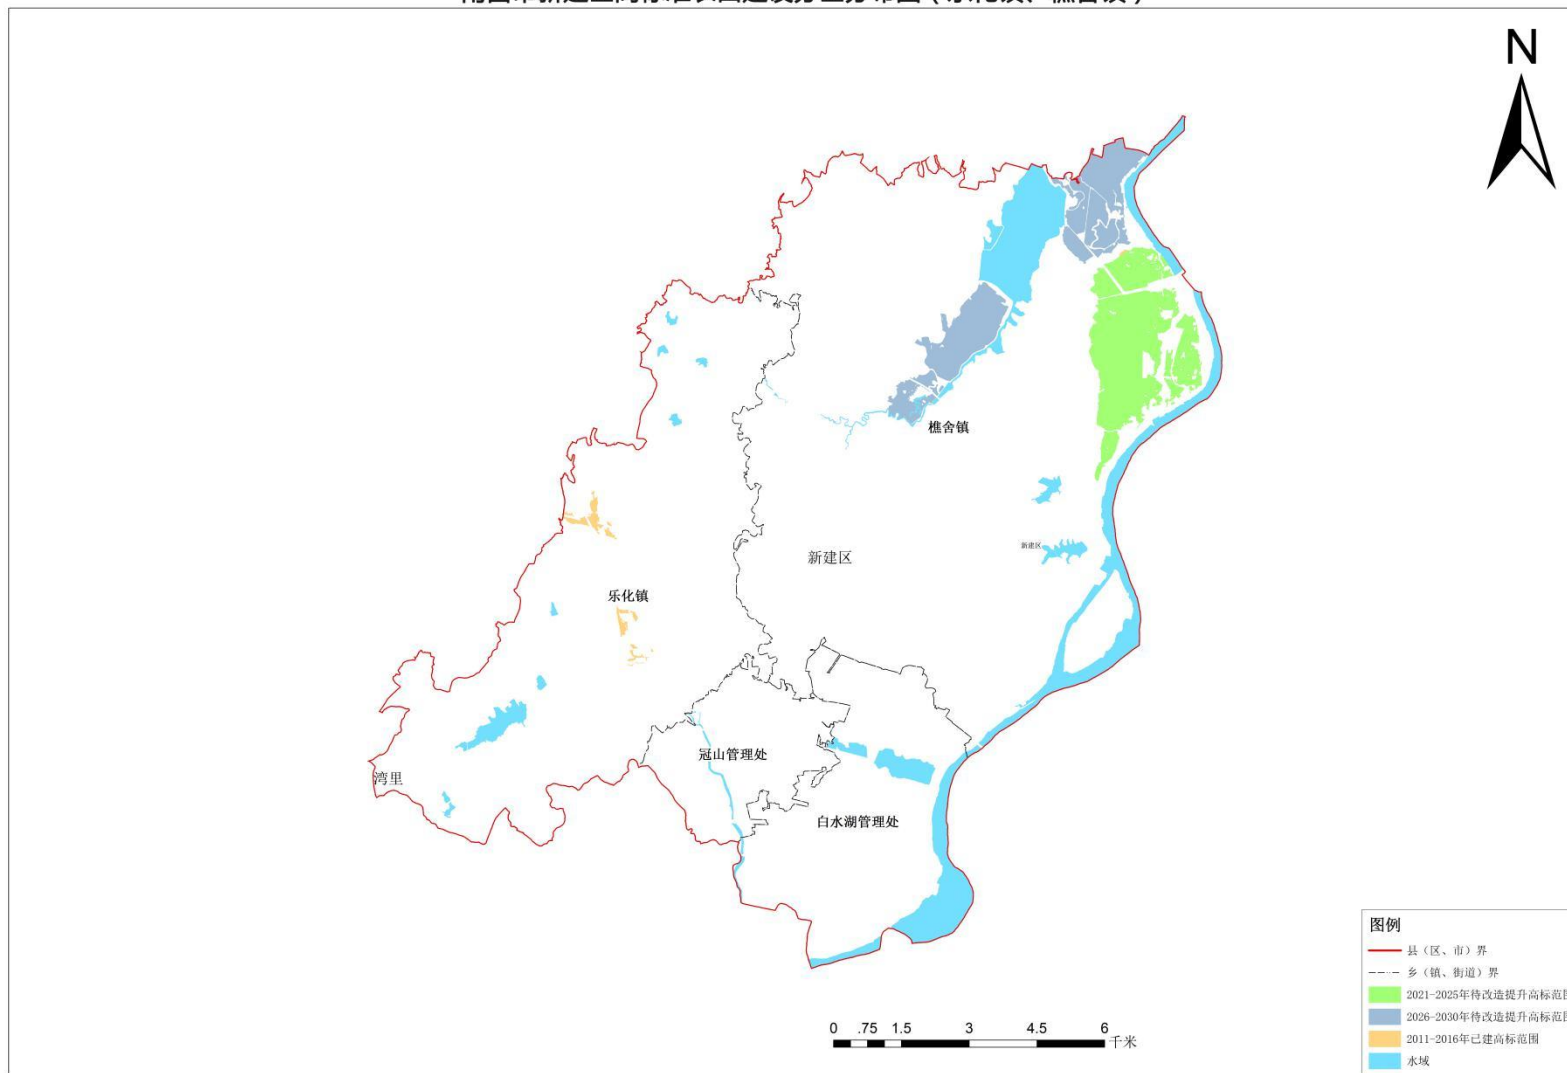 N
樵舍镇
新建区
新建区
乐化镇
冠山管理处
湾里
白水湖管理处
图例
县（区、市）界
乡（镇、街道）界
2021-2025年待改造提升高标范围
2026-2030年待改造提升高标范围
2011-2016年已建高标范围
水域
0 .75 1.5 3 4.5 6
千米